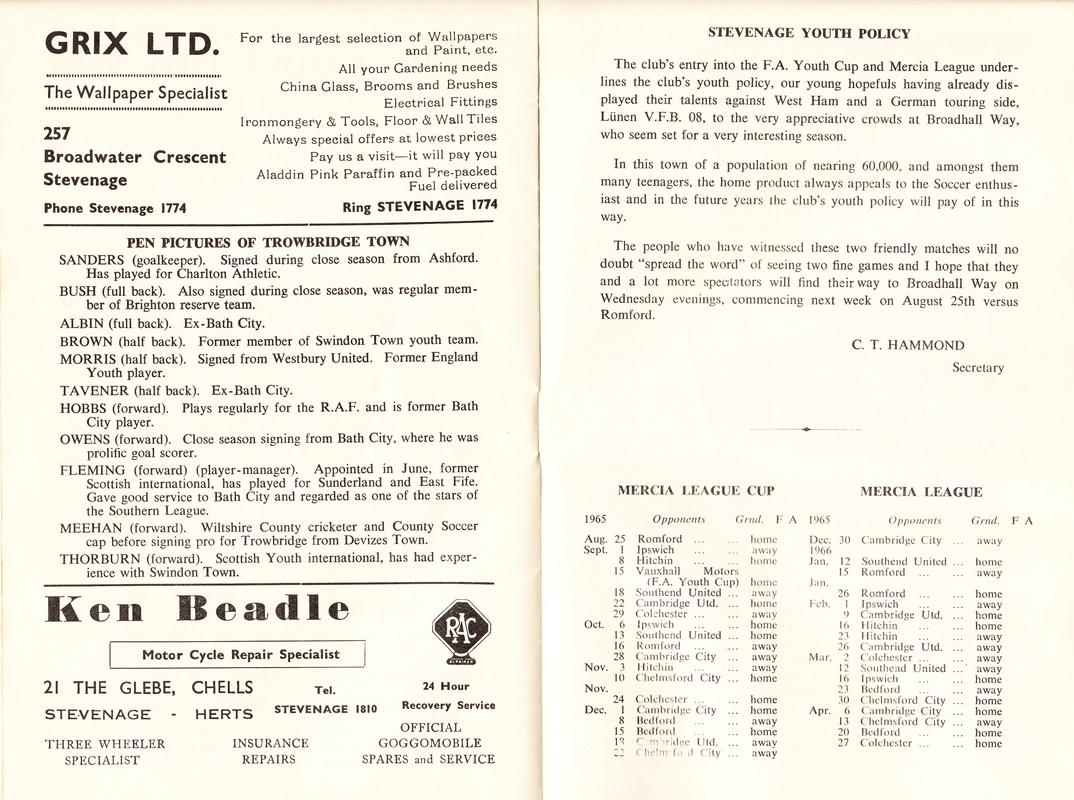 GRIX LTD.
The Wallpaper Specialist
257
Broadwater Crescent
Stevenage
Phone Stevenage 1774
For the largest selection of Wallpapers
and Paint, etc.
All your Gardening needs
China Glass, Brooms and Brushes
Electrical Fittings
Ironmongery & Tools, Floor & Wall Tiles
Always special offers at lowest prices
Pay us a visit—it will pay you
Aladdin Pink Paraffin and Pre-packed
Fuel delivered
Ring STEVENAGE 1774
PEN PICTURES OF TROWBRIDGE TOWN
SANDERS (goalkeeper). Signed during close season from Ashford.
Has played for Charlton Athletic.
BUSH (full back). Also signed during close season, was regular mem-
ber of Brighton reserve team.
ALBIN (full back). Ex-Bath City.
BROWN (half back). Former member of Swindon Town youth team.
MORRIS (half back). Signed from Westbury United. Former England
Youth player.
TAVENER (half back). Ex-Bath City.
HOBBS (forward). Plays regularly for the R.A.F. and is former Bath
City player.
OWENS (forward). Close season signing from Bath City, where he was
prolific goal scorer.
FLEMING (forward) (player-manager). Appointed in June, former
Scottish international, has played for Sunderland and East Fife.
Gave good service to Bath City and regarded as one of the stars of
the Southern League.
MEEHAN (forward). Wiltshire County cricketer and County Soccer
cap before signing pro for Trowbridge from Devizes Town.
THORBURN (forward). Scottish Youth international, has had exper-
ience with Swindon Town.
Ken Beadle
RAC
REPAIRER
Motor Cycle Repair Specialist
21 THE GLEBE, CHELLS
STEVENAGE - HERTS
Tel.
STEVENAGE 1810
24 Hour
Recovery Service
THREE WHEELER
SPECIALIST
INSURANCE
REPAIRS
OFFICIAL
GOGGOMOBILE
SPARES and SERVICE
STEVENAGE YOUTH POLICY
The club's entry into the F.A. Youth Cup and Mercia League under-
lines the club's youth policy, our young hopefuls having already dis-
played their talents against West Ham and a German touring side,
Lünen V.F.B. 08, to the very appreciative crowds at Broadhall Way,
who seem set for a very interesting season.
In this town of a population of nearing 60,000, and amongst them
many teenagers, the home product always appeals to the Soccer enthus-
iast and in the future years the club's youth policy will pay of in this
way.
The people who have witnessed these two friendly matches will no
doubt "spread the word" of seeing two fine games and I hope that they
and a lot more spectators will find their way to Broadhall Way on
Wednesday evenings, commencing next week on August 25th versus
Romford.
C. T. HAMMOND
Secretary
MERCIA LEAGUE CUP
1965 Opponents Grnd. F A
Aug. 25 Romford ... ... home
Sept. 1 Ipswich ... ... away
8 Hitchin ... ... home
15 Vauxhall Motors
(F.A. Youth Cup) home
18 Southend United ... away
22 Cambridge Utd. ... home
29 Colchester ... ... away
Oct. 6 Ipswich ... ... home
13 Southend United ... home
16 Romford ... ... away
28 Cambridge City ... away
Nov. 3 Hitchin ... ... away
10 Chelmsford City ... home
Nov.
24 Colchester ... ... home
Dec. 1 Cambridge City ... home
8 Bedford ... ... away
15 Bedford ... ... home
Cambridge Utd. ... away
City ... away
MERCIA LEAGUE
1965 Opponents Grnd. F A
Dec. 30 Cambridge City ... away
1966
Jan. 12 Southend United ... home
15 Romford ... ... away
Jan.
26 Romford ... ... home
Feb. 1 Ipswich ... ... away
9 Cambridge Utd. ... home
16 Hitchin ... ... home
23 Hitchin ... ... away
26 Cambridge Utd. ... away
Mar. 2 Colchester ... ... away
12 Southend United ... away
16 Ipswich ... ... home
23 Bedford ... ... away
30 Chelmsford City ... home
Apr. 6 Cambridge City ... home
13 Chelmsford City ... away
20 Bedford ... ... home
27 Colchester ... ... home